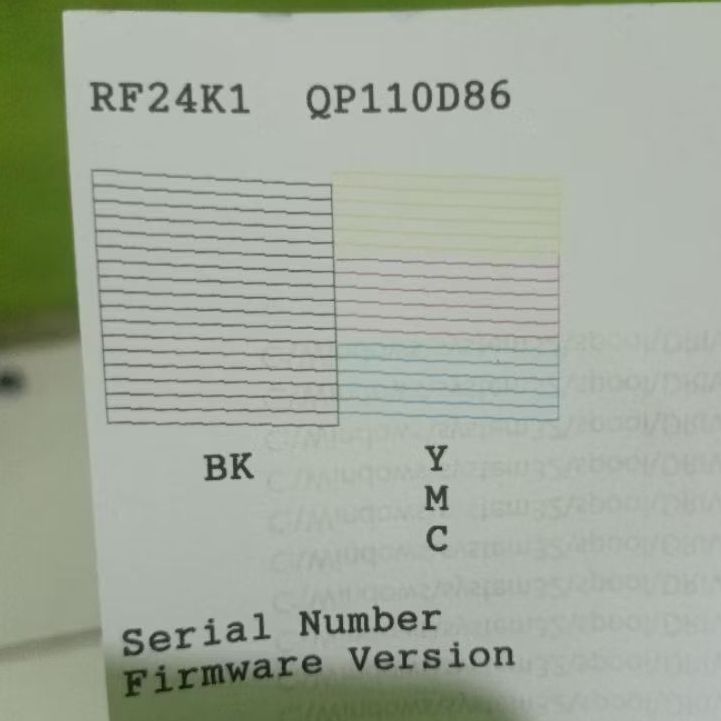 RF24K1 QP110D86
BK
Y
M
C
Serial Number
Firmware Version